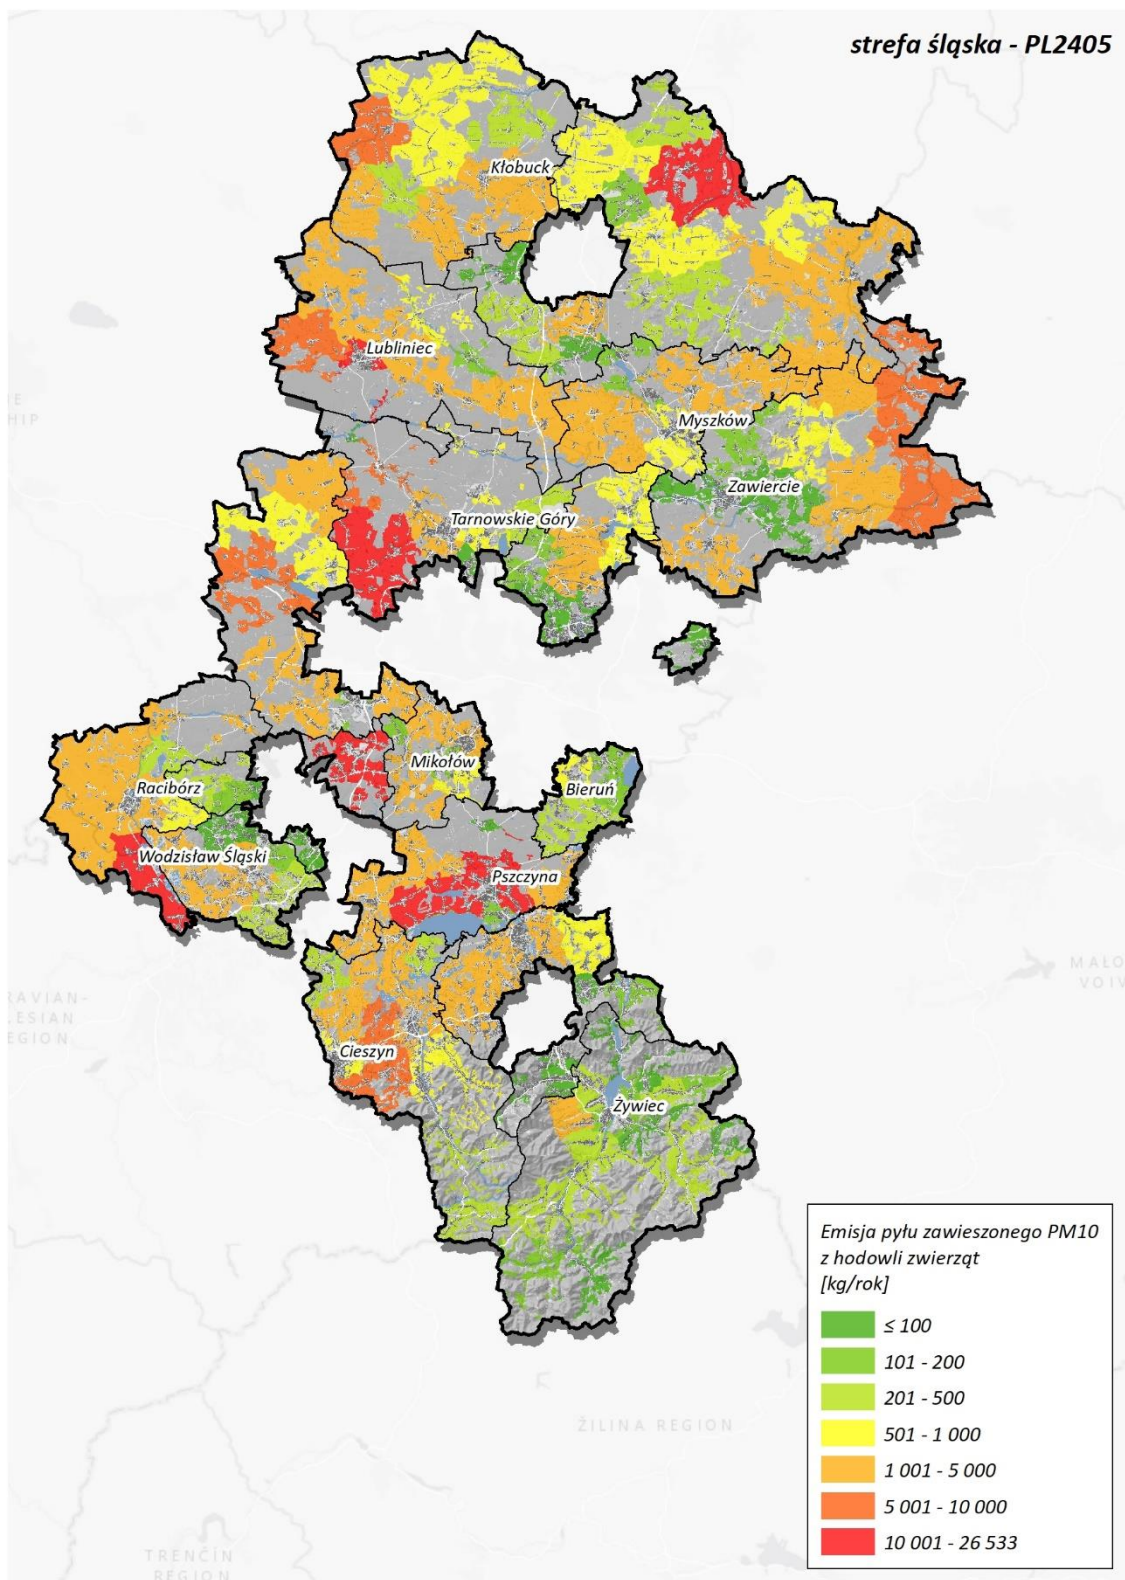 strefa śląska - PL2405
Kłobuck
Lubliniec
Myszków
Zawiercie
Tarnowskie Góry
Mikołów
Bieruń
Racibórz
Wodzisław Śląski
Pszczyna
Cieszyn
Żywiec
Emisja pyłu zawieszonego PM10
z hodowli zwierząt
[kg/rok]
≤ 100
101 - 200
201 - 500
501 - 1 000
1 001 - 5 000
5 001 - 10 000
10 001 - 26 533
ŽILINA REGION
TRENČÍN
REGION